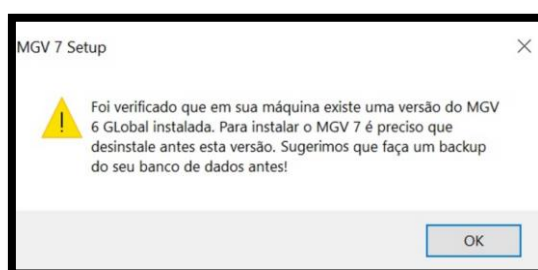 MGV 7 Setup
Foi verificado que em sua máquina existe uma versão do MGV
6 GLobal instalada. Para instalar o MGV 7 é preciso que
desinstale antes esta versão. Sugerimos que faça um backup
do seu banco de dados antes!
OK